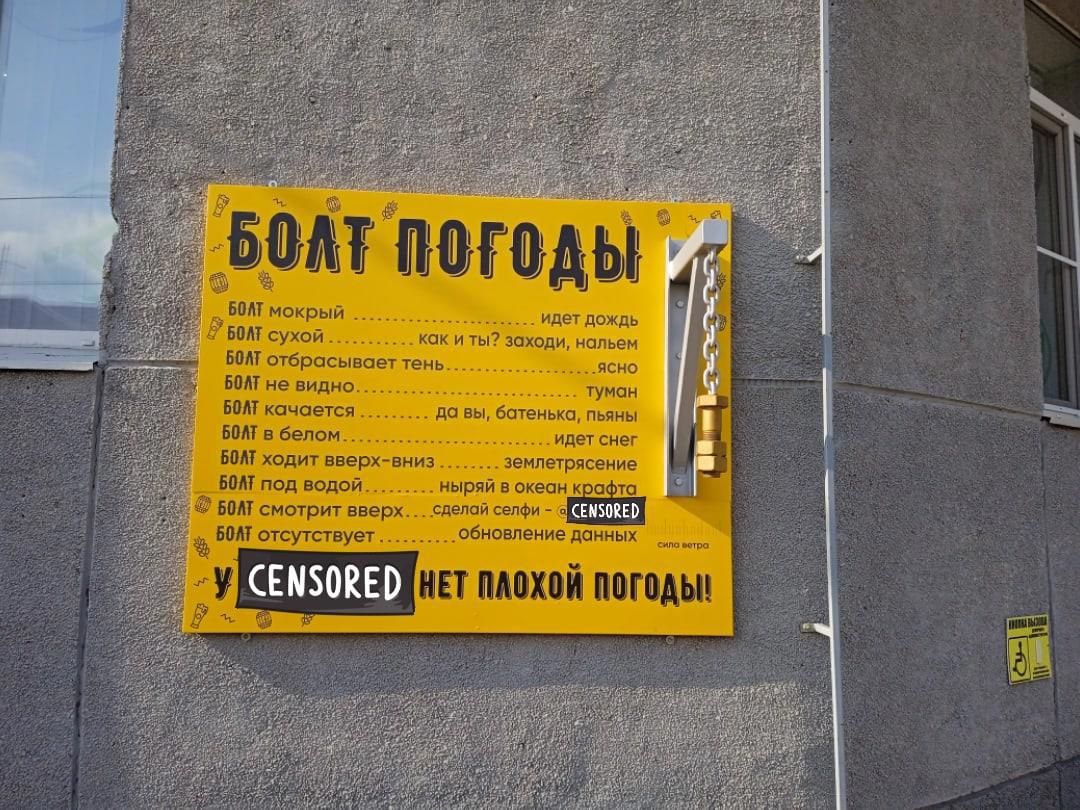 БОЛТ ПОГОДЫ
БОЛТ мокрый .......................... идет дождь
БОЛТ сухой .......... как и ты? заходи, нальем
БОЛТ отбрасывает тень....................... ясно
БОЛТ не видно............................... туман
БОЛТ качается ......... да вы, батенька, пьяны
БОЛТ в белом............................. идет снег
БОЛТ ходит вверх-вниз ........ землетрясение
БОЛТ под водой.......... ныряй в океан крафта
БОЛТ смотрит вверх....сделай селфи - @CENSORED
БОЛТ отсутствует ..........обновление данных
сила ветра
У CENSORED НЕТ ПЛОХОЙ ПОГОДЫ!
КНОПКА ВЫЗОВА